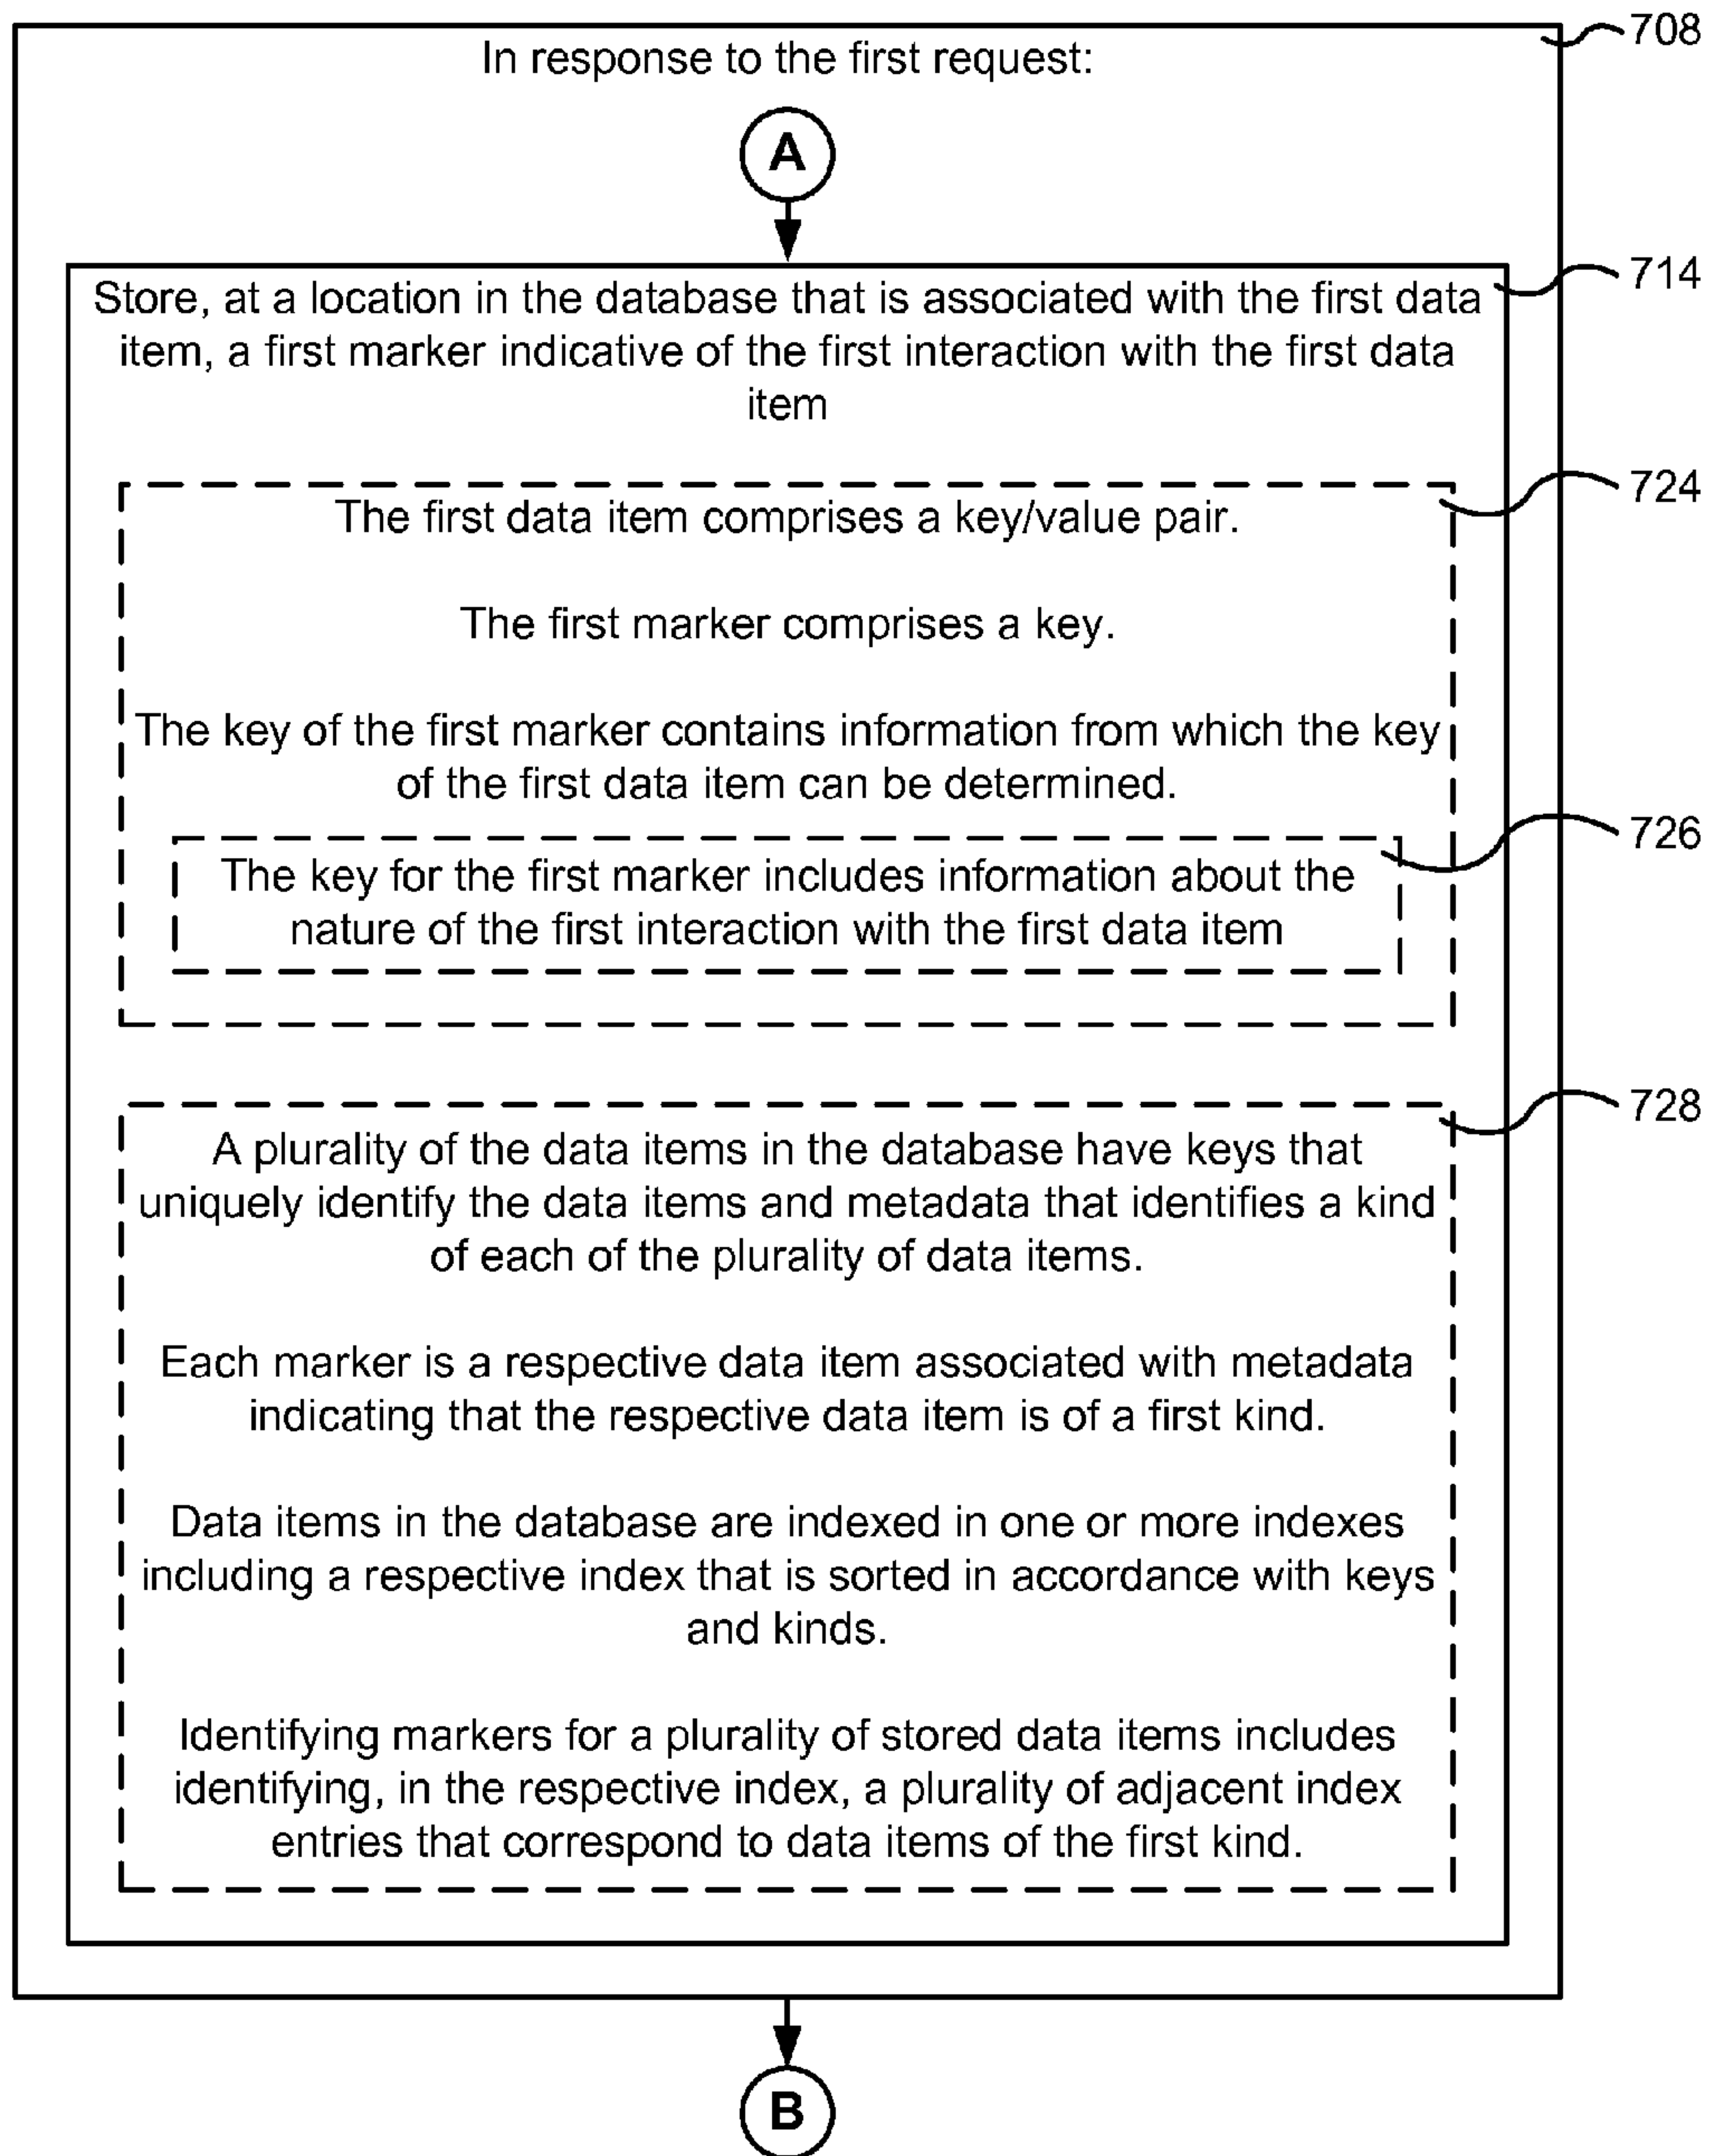 708
In response to the first request:
A
714
Store, at a location in the database that is associated with the first data
item, a first marker indicative of the first interaction with the first data
item
724
The first data item comprises a key/value pair.
The first marker comprises a key.
The key of the first marker contains information from which the key
of the first data item can be determined.
726
The key for the first marker includes information about the
nature of the first interaction with the first data item
728
A plurality of the data items in the database have keys that
uniquely identify the data items and metadata that identifies a kind
of each of the plurality of data items.
Each marker is a respective data item associated with metadata
indicating that the respective data item is of a first kind.
Data items in the database are indexed in one or more indexes
including a respective index that is sorted in accordance with keys
and kinds.
Identifying markers for a plurality of stored data items includes
identifying, in the respective index, a plurality of adjacent index
entries that correspond to data items of the first kind.
B